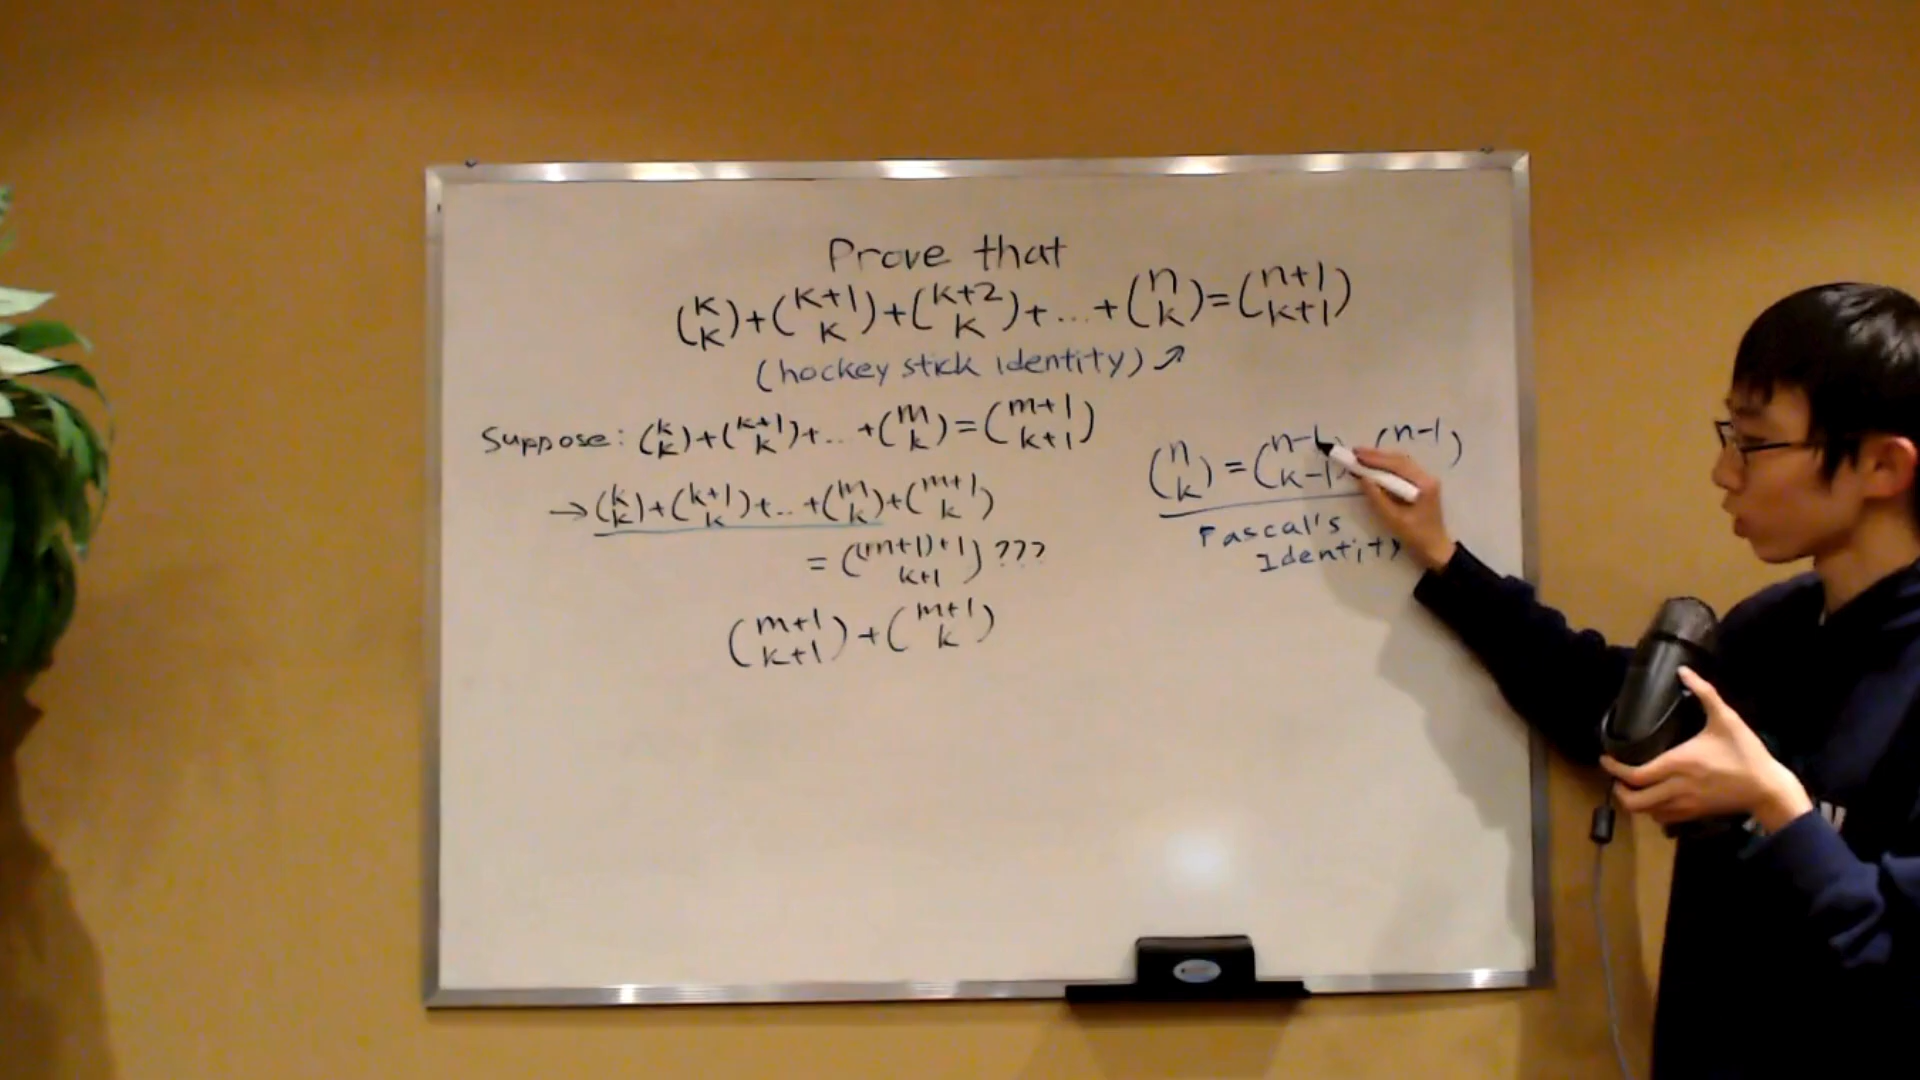 Prove that
(k k)+(k+1 k)+(k+2 k)+...+(n k)=(n+1 k+1)
(hockey stick identity)↗
Suppose: (k k)+(k+1 k)+...+(m k)=(m+1 k+1)
→(k k)+(k+1 k)+...+(m k)+(m+1 k)
=((m+1)+1 k+1)???
(m+1 k+1)+(m+1 k)
(n k)=(n-1 k-1) (n-1 )
Pascal's
Identity